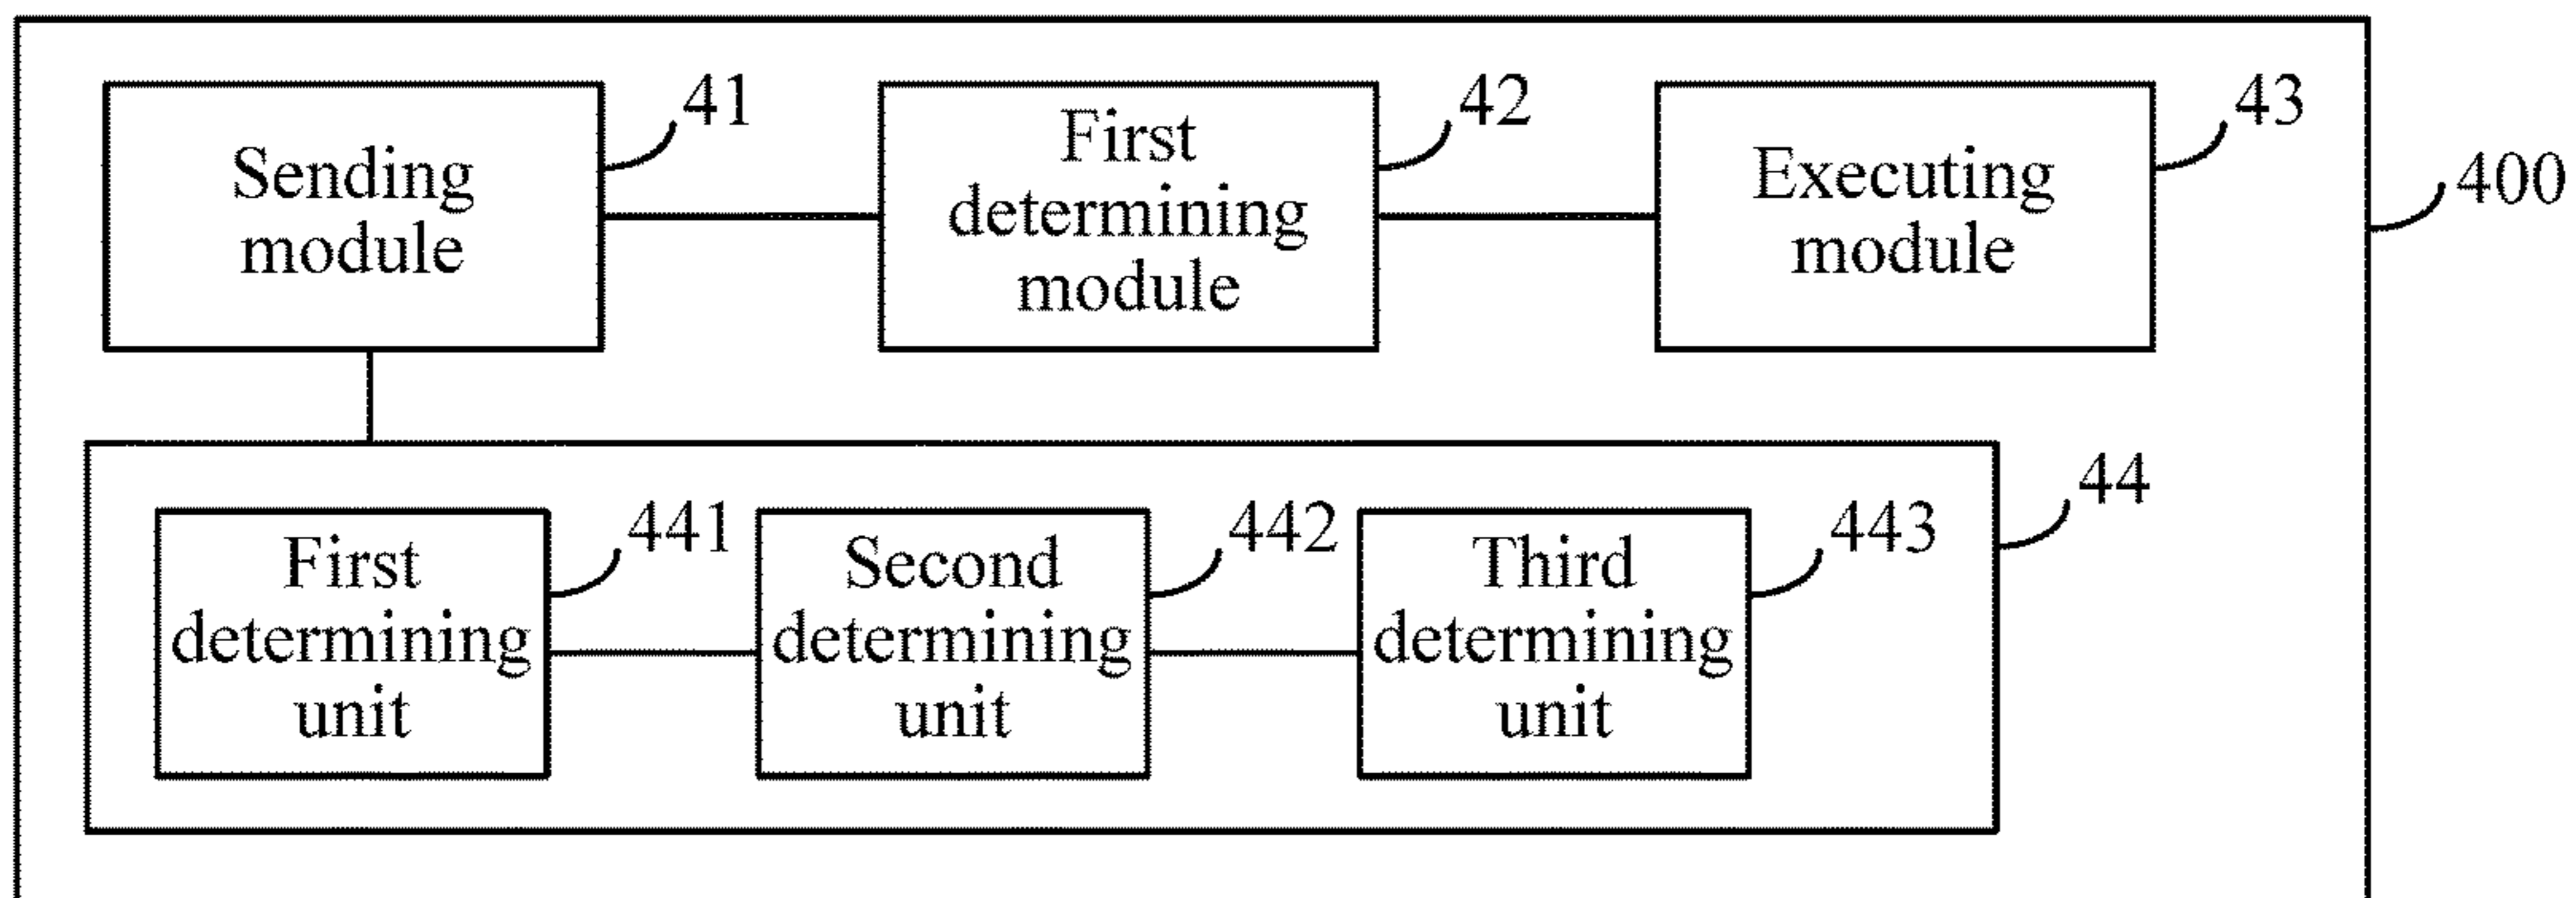 Sending
module
41
First
determining
module
42
Executing
module
43
400
44
First
determining
unit
441
Second
determining
unit
442
Third
determining
unit
443